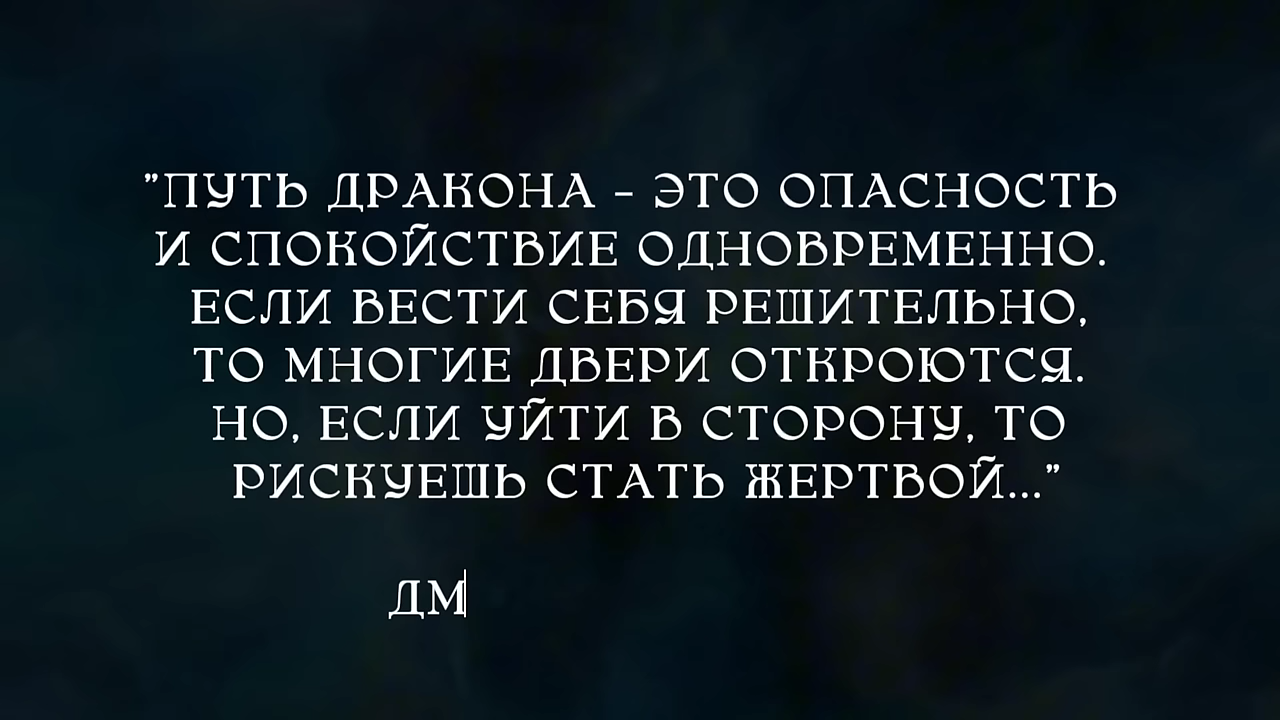 "ПУТЬ ДРАКОНА - ЭТО ОПАСНОСТЬ
И СПОКОЙСТВИЕ ОДНОВРЕМЕННО.
ЕСЛИ ВЕСТИ СЕБЯ РЕШИТЕЛЬНО,
ТО МНОГИЕ ДВЕРИ ОТКРОЮТСЯ.
НО, ЕСЛИ УЙТИ В СТОРОНУ, ТО
РИСКУЕШЬ СТАТЬ ЖЕРТВОЙ..."
ДМ